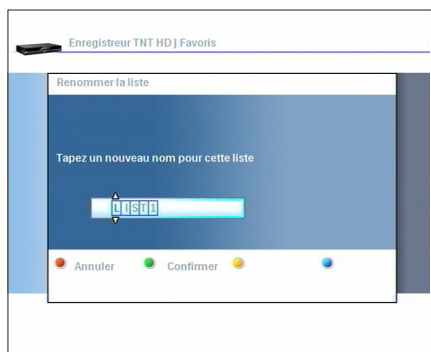 Enregistreur TNT HD | Favoris
Renommer la liste
Tapez un nouveau nom pour cette liste
LIST1
Annuler Confirmer